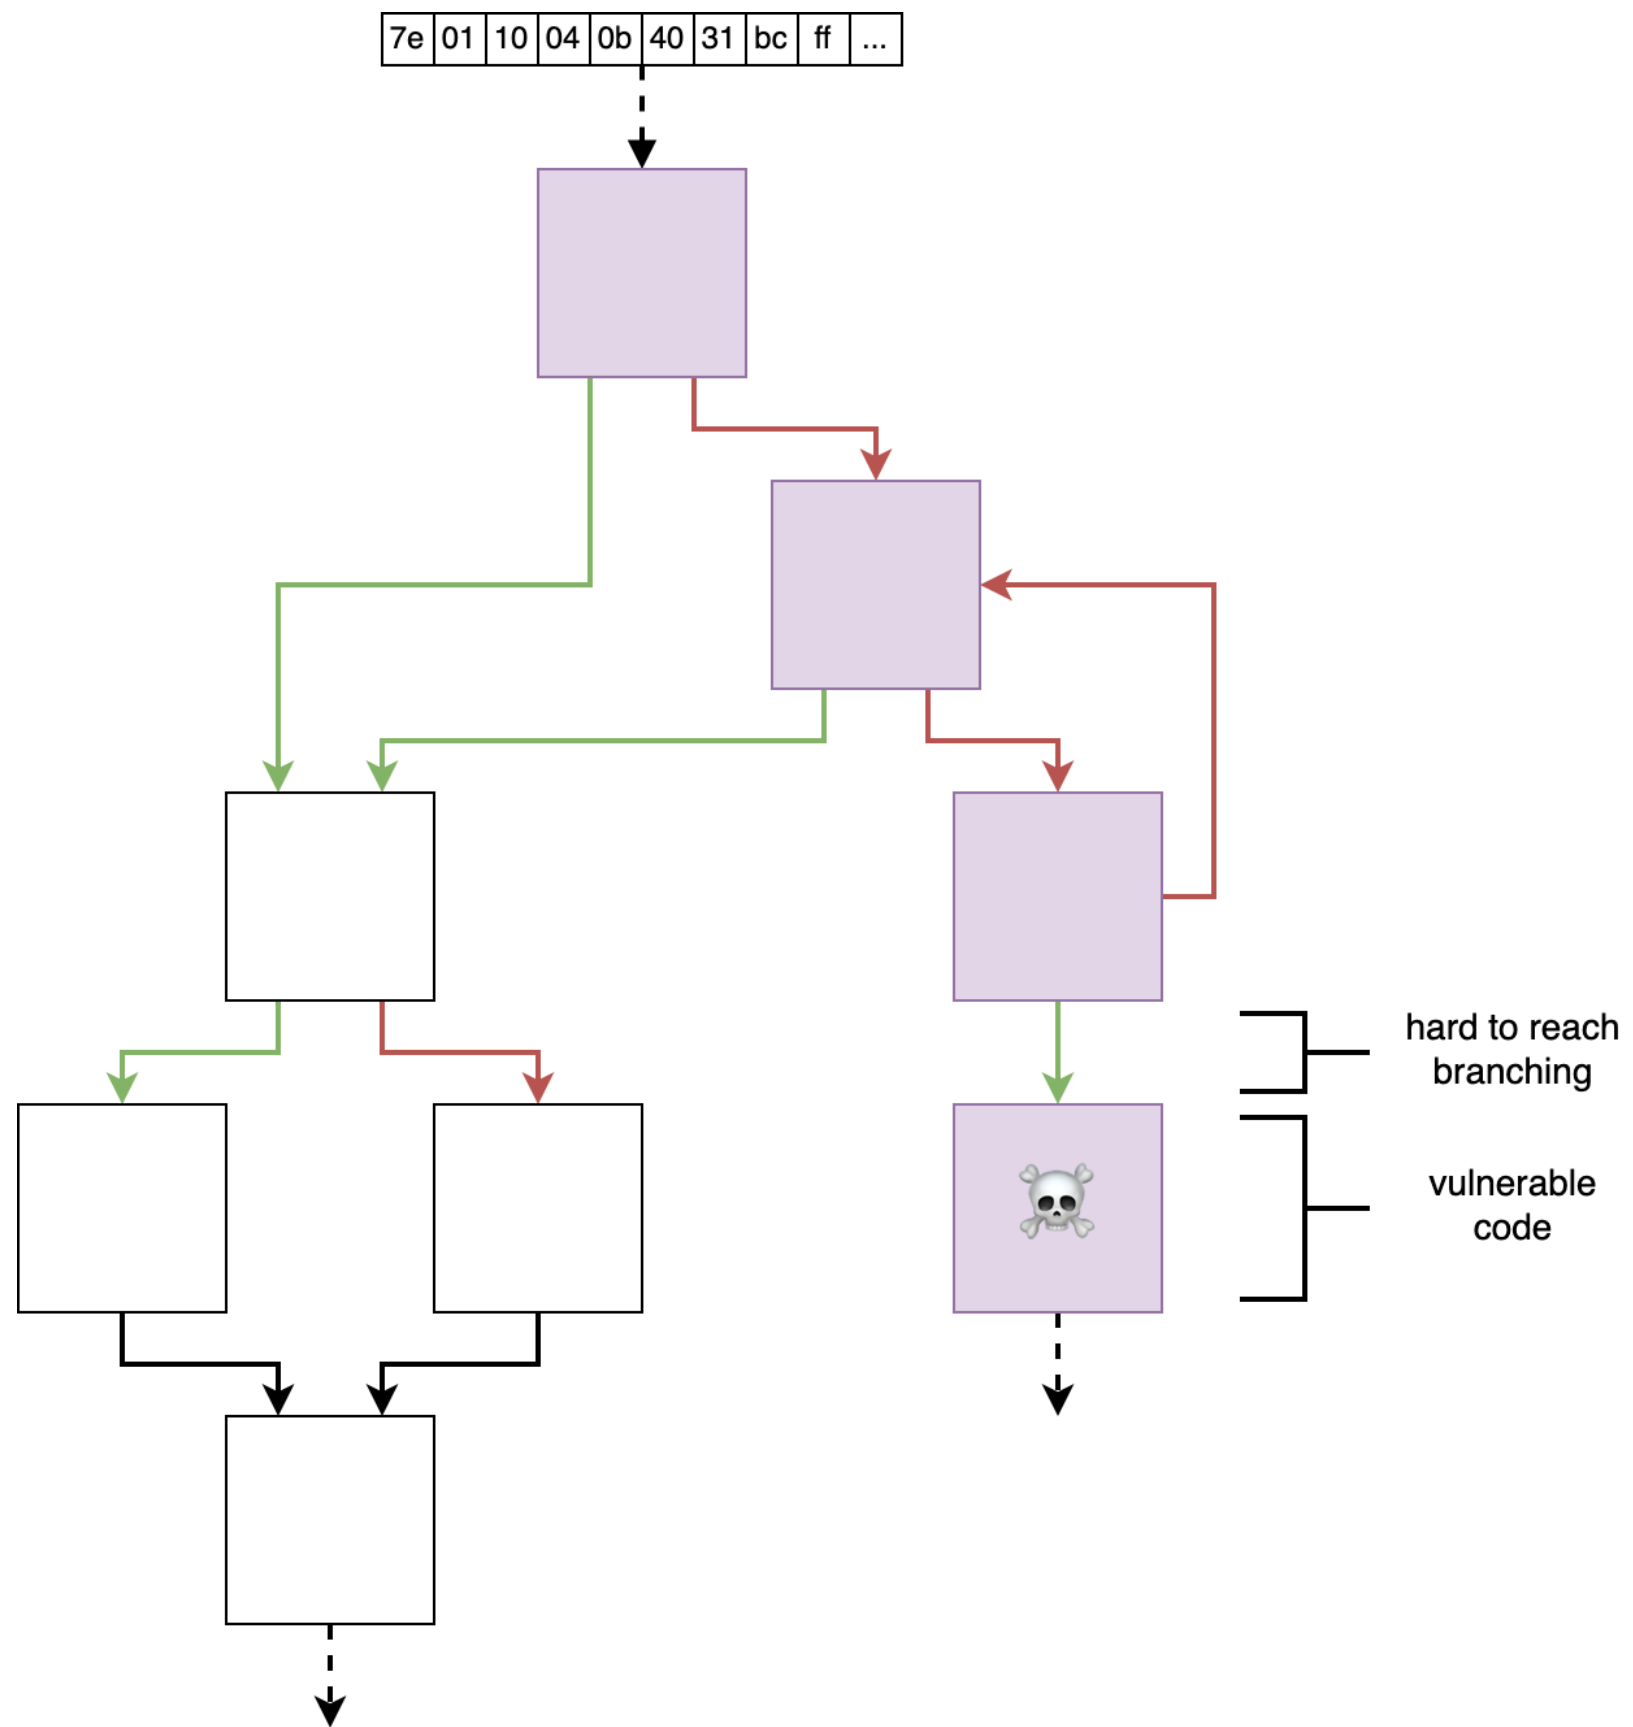 7e 01 10 04 0b 40 31 bc ff ...
hard to reach
branching
vulnerable
code